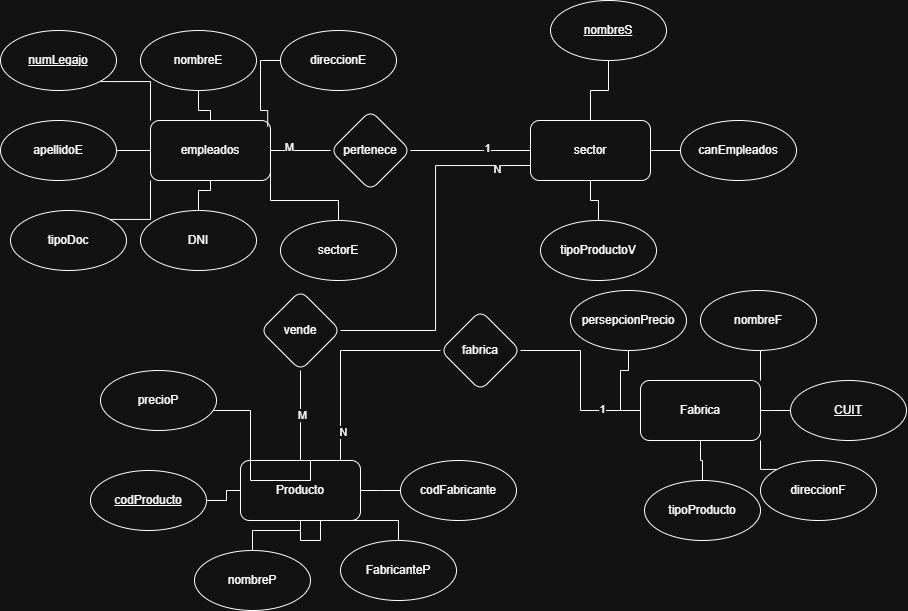 nombreS
numLegajo
nombreE
direccionE
apellidoE
empleados
M
pertenece
1
sector
canEmpleados
N
tipoDoc
DNI
sectorE
tipoProductoV
vende
fabrica
persepcionPrecio
nombreF
precioP
M
N
1
Fabrica
CUIT
codProducto
Producto
codFabricante
tipoProducto
direccionF
nombreP
FabricanteP